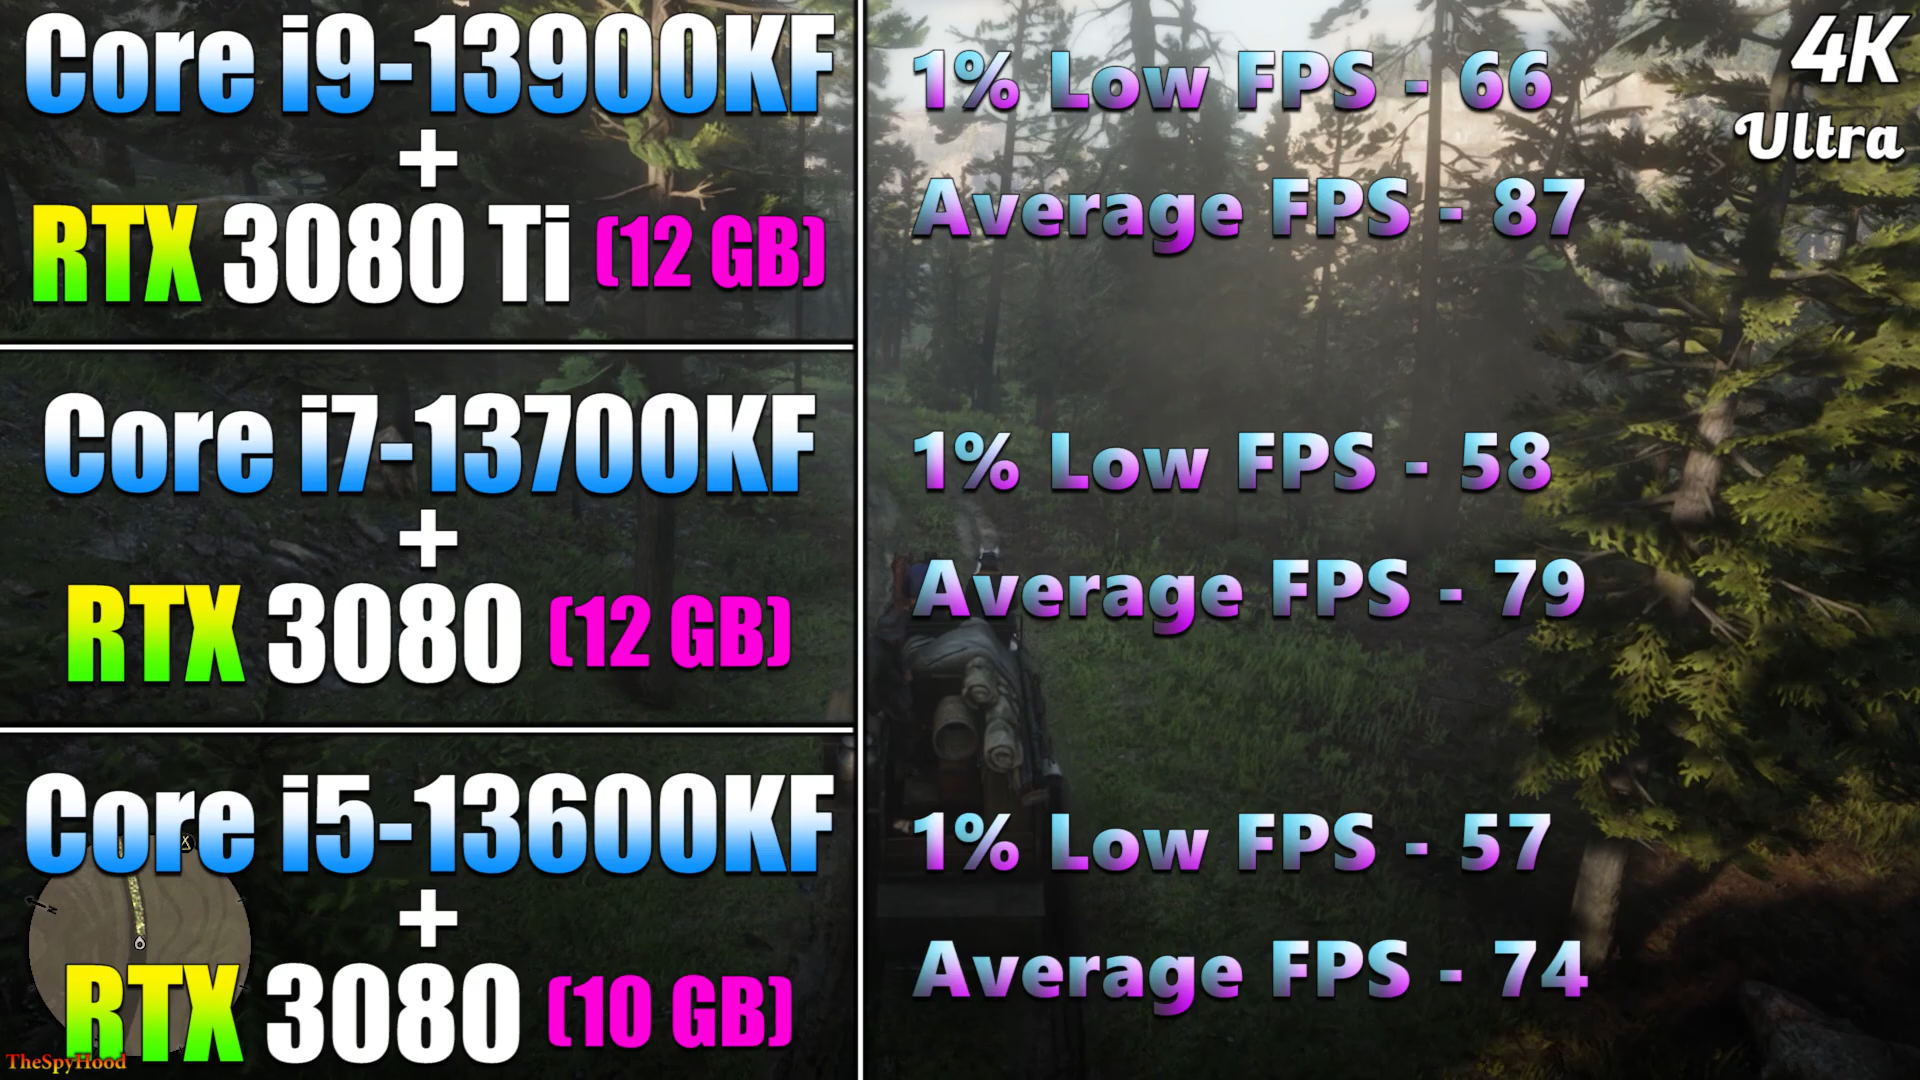 Core i9-13900KF
+
RTX 3080 Ti (12 GB)
1% Low FPS - 66
Average FPS - 87
4K
Ultra
Core i7-13700KF
+
RTX 3080 (12 GB)
1% Low FPS - 58
Average FPS - 79
Core i5-13600KF
+
RTX 3080 (10 GB)
1% Low FPS - 57
Average FPS - 74
X
N
TheSpyHood